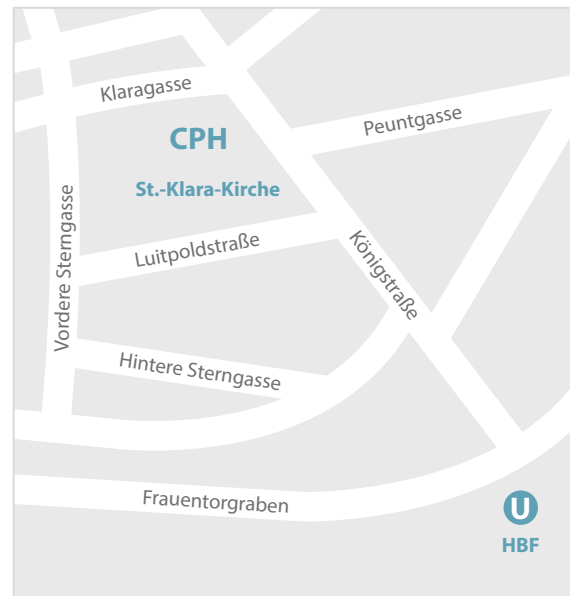 Klaragasse
Peuntgasse
CPH
St.-Klara-Kirche
Vordere Sterngasse
Luitpoldstraße
Königstraße
Hintere Sterngasse
Frauentorgraben
U
HBF